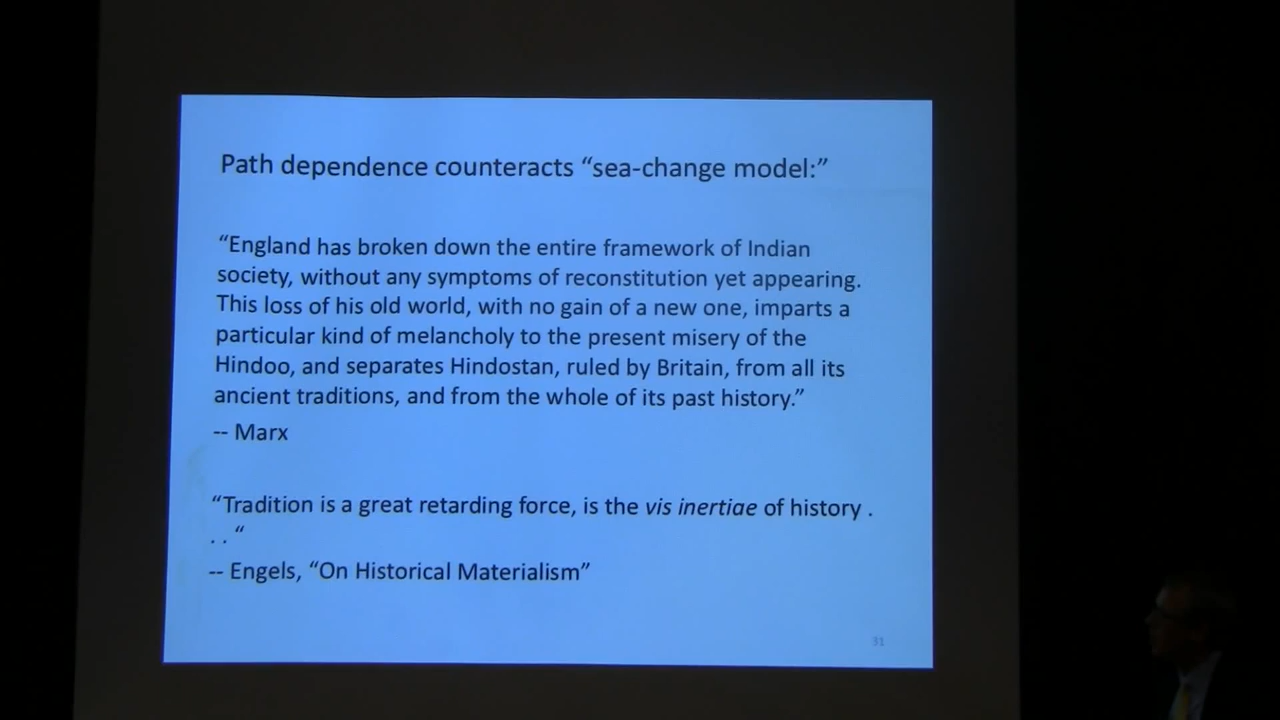 Path dependence counteracts “sea-change model:”
“England has broken down the entire framework of Indian
society, without any symptoms of reconstitution yet appearing.
This loss of his old world, with no gain of a new one, imparts a
particular kind of melancholy to the present misery of the
Hindoo, and separates Hindostan, ruled by Britain, from all its
ancient traditions, and from the whole of its past history.”
-- Marx
“Tradition is a great retarding force, is the vis inertiae of history .
. . “
-- Engels, “On Historical Materialism”
31